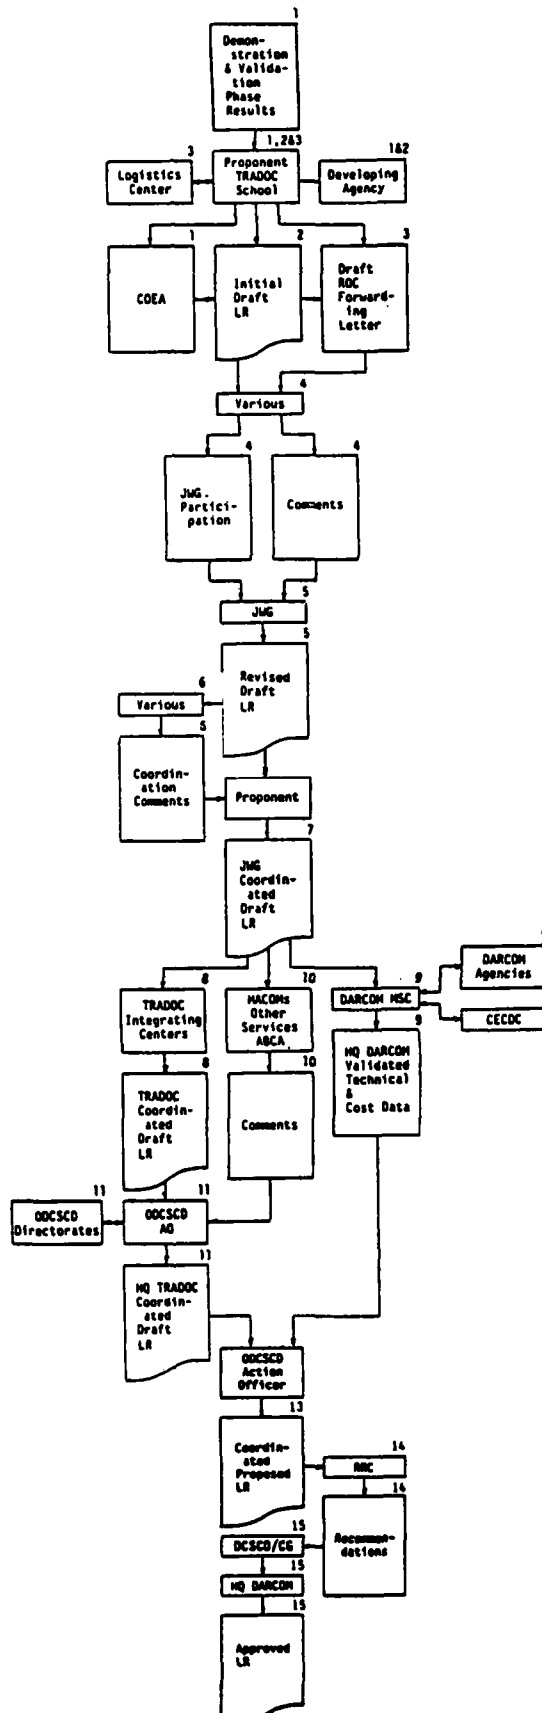 1
Demon-
stration
& Valida-
tion
Phase
Results
1,2&3
3
Logistics
Center
Proponent
TRADOC
School
1&2
Developing
Agency
1
COEA
2
Initial
Draft
LR
3
Draft
ROC
Forward-
ing
Letter
4
Various
4
JWG.
Partici-
pation
4
Comments
5
JWG
5
Revised
Draft
LR
6
Various
5
Coordin-
ation
Comments
Proponent
7
JWG
Coordin-
ated
Draft
LR
8
TRADOC
Integrating
Centers
10
MACOMs
Other
Services
ABCA
9
DARCOM MSC
DARCOM
Agencies
CECDC
8
TRADOC
Coordin-
ated
Draft
LR
10
Comments
9
HQ DARCOM
Validated
Technical
&
Cost Data
11
ODCSCD
Directorates
11
ODCSCD
AO
11
HQ TRADOC
Coordin-
ated
Draft
LR
ODCSCD
Action
Officer
13
Coordin-
ated
Proposed
LR
14
14
Recommen-
dations
15
DCSCD/CG
15
HQ DARCOM
15
Approved
LR